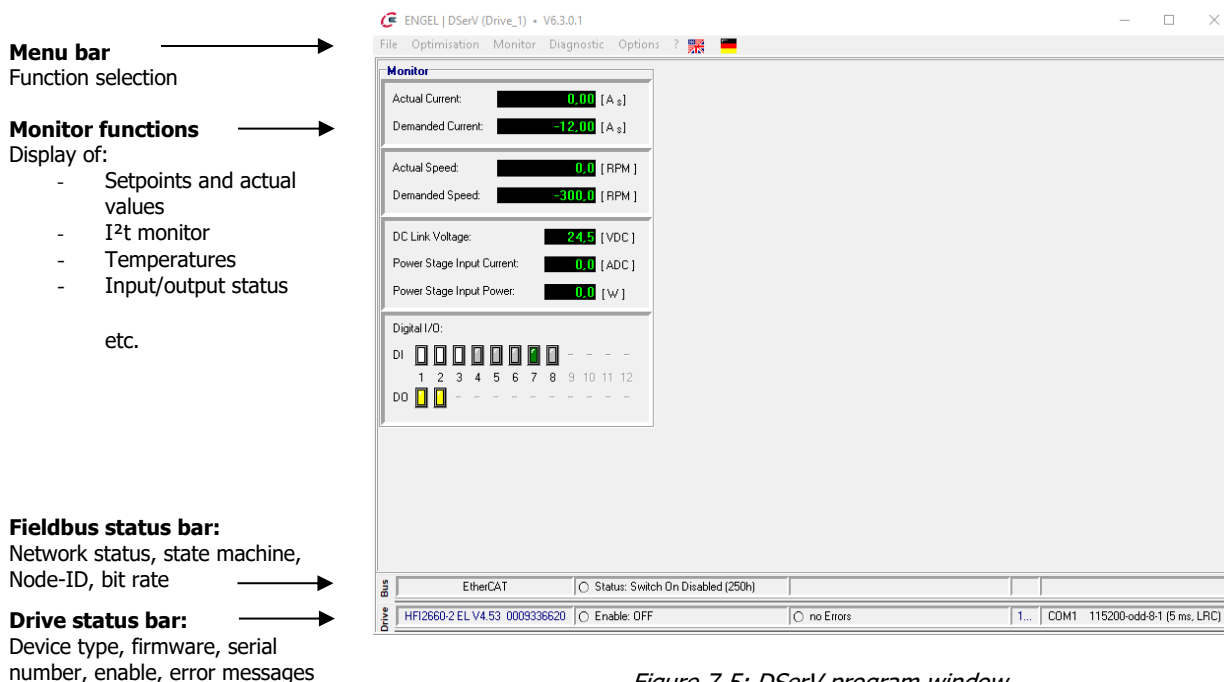 Menu bar
Function selection
Monitor functions
Display of:
- Setpoints and actual
values
- I²t monitor
- Temperatures
- Input/output status
etc.
Fieldbus status bar:
Network status, state machine,
Node-ID, bit rate
Drive status bar:
Device type, firmware, serial
number, enable, error messages
ENGEL | DSerV (Drive_1) • V6.3.0.1
File Optimisation Monitor Diagnostic Options ?
Monitor
Actual Current: 0,00 [ A s]
Demanded Current: -12,00 [ A s]
Actual Speed: 0,0 [ RPM ]
Demanded Speed: -300,0 [ RPM ]
DC Link Voltage: 24,5 [ VDC ]
Power Stage Input Current: 0,0 [ ADC ]
Power Stage Input Power: 0,0 [ W ]
Digital I/O:
DI - - - -
1 2 3 4 5 6 7 8 9 10 11 12
DO - - - - - - - - - -
Bus EtherCAT Status: Switch On Disabled (250h)
Drive HFI2660-2 EL V4.53 0009336620 Enable: OFF no Errors 1... COM1 115200-odd-8-1 (5 ms, LRC)
Figure 7.5: DSerV program window